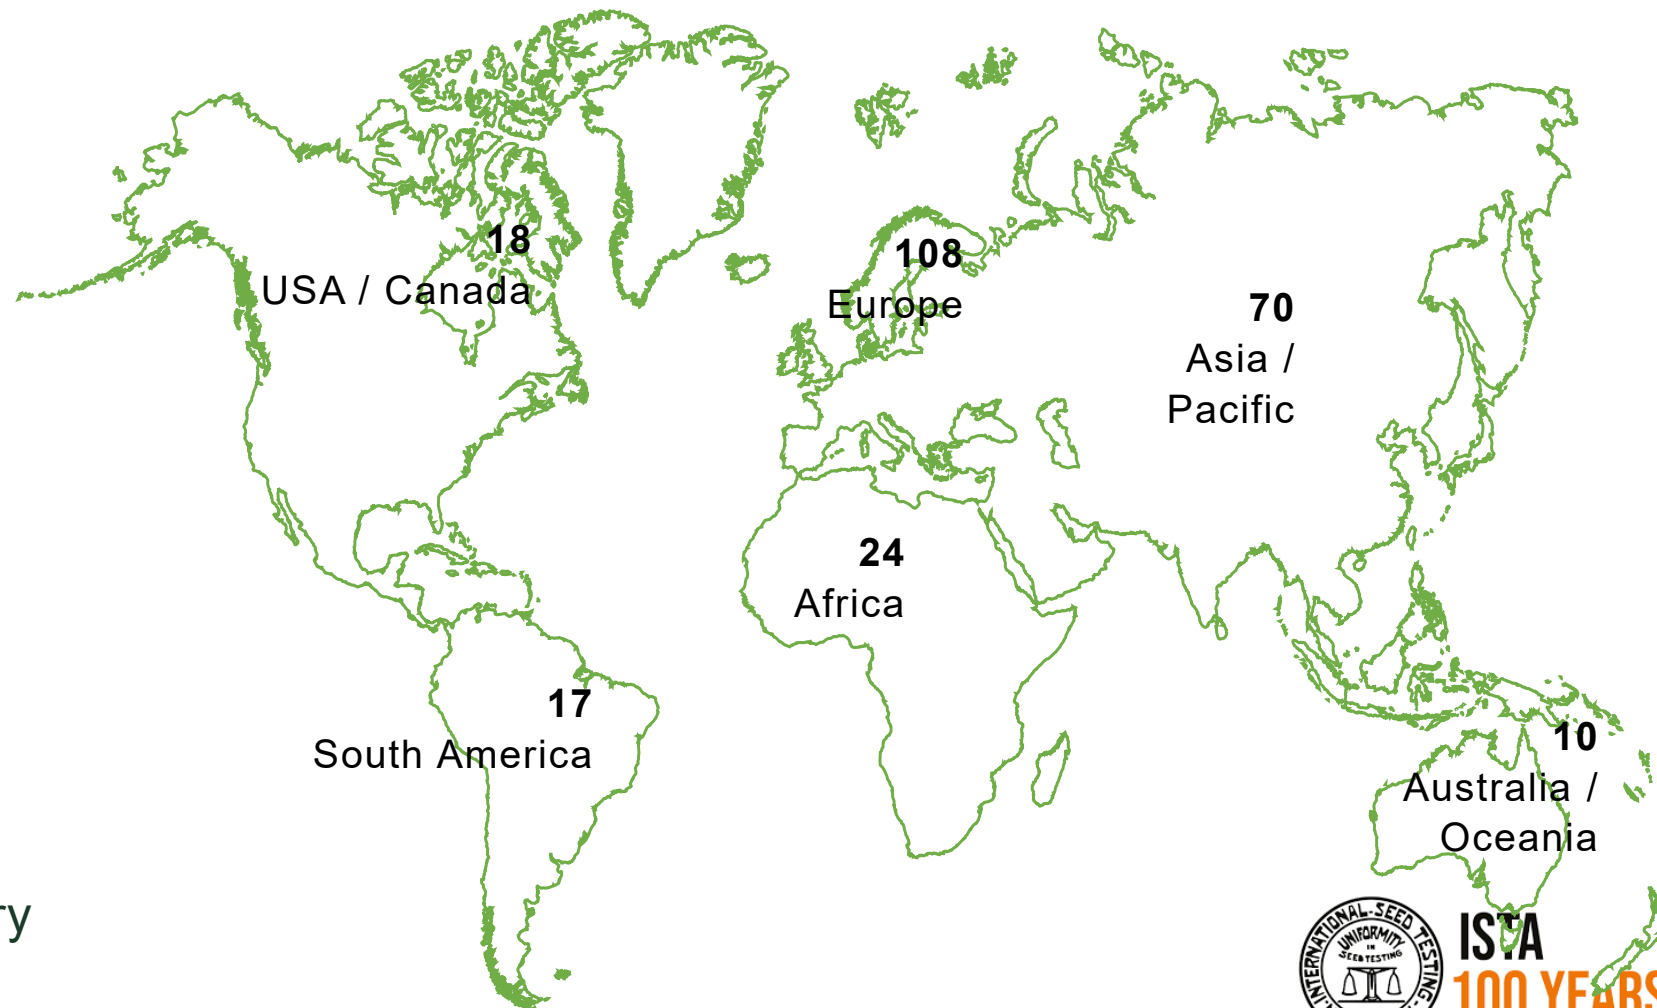 18
USA / Canada
108
Europe
70
Asia /
Pacific
24
Africa
17
South America
10
Australia /
Oceania
ry
INTERNATIONAL-SEED TESTING
UNIFORMITY
IN
SEED TESTING
ISTA
100 YEARS